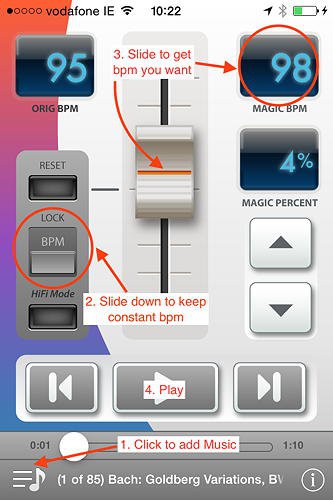 vodafone IE 10:22
3. Slide to get
bpm you want
95
98
ORIG BPM
MAGIC BPM
4%
MAGIC PERCENT
RESET
LOCK
BPM
HiFi Mode
2. Slide down to keep
constant bpm
4. Play
1. Click to add Music
0:01
1:10
(1 of 85) Bach: Goldberg Variations, BV